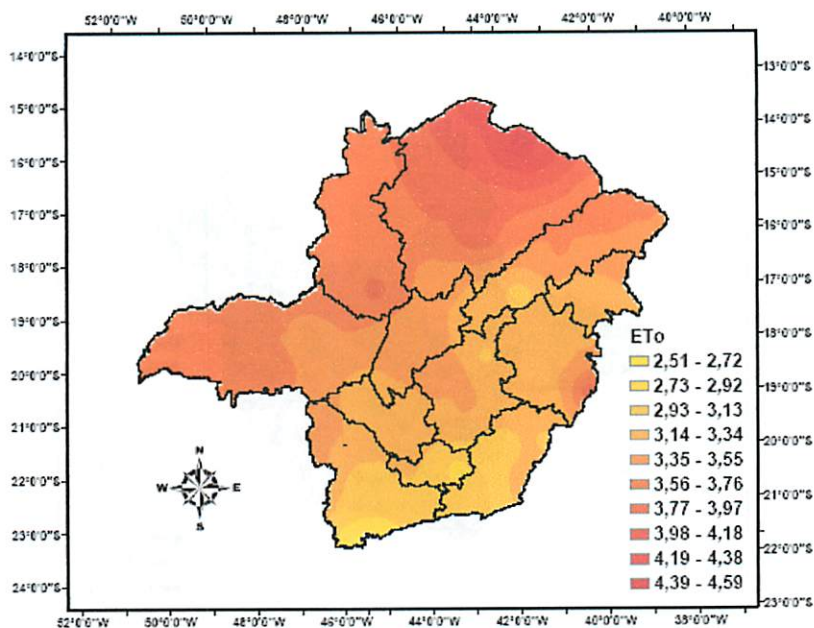 52°0'0"W 50°0'0"W 48°0'0"W 46°0'0"W 44°0'0"W 42°0'0"W 40°0'0"W
14°0'0"S
13°0'0"S
15°0'0"S
14°0'0"S
16°0'0"S
15°0'0"S
17°0'0"S
16°0'0"S
18°0'0"S
17°0'0"S
19°0'0"S
18°0'0"S
20°0'0"S
19°0'0"S
21°0'0"S
20°0'0"S
22°0'0"S
21°0'0"S
23°0'0"S
22°0'0"S
24°0'0"S
23°0'0"S
ETo
2,51 - 2,72
2,73 - 2,92
2,93 - 3,13
3,14 - 3,34
3,35 - 3,55
3,56 - 3,76
3,77 - 3,97
3,98 - 4,18
4,19 - 4,38
4,39 - 4,59
N
W E
S
52°0'0"W 50°0'0"W 48°0'0"W 46°0'0"W 44°0'0"W 42°0'0"W 40°0'0"W 38°0'0"W